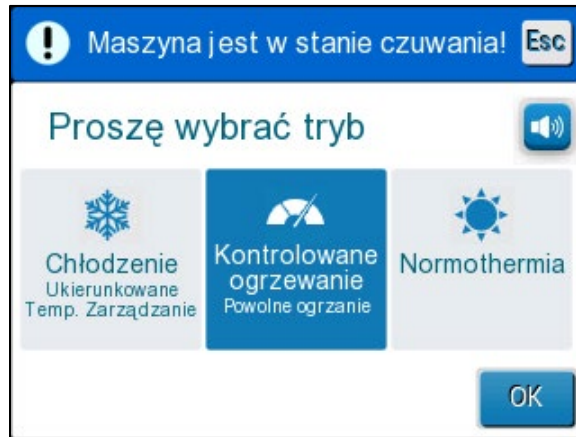 Maszyna jest w stanie czuwania!
Esc
Proszę wybrać tryb
Chłodzenie
Ukierunkowane
Temp. Zarządzanie
Kontrolowane
ogrzewanie
Powolne ogrzanie
Normothermia
OK